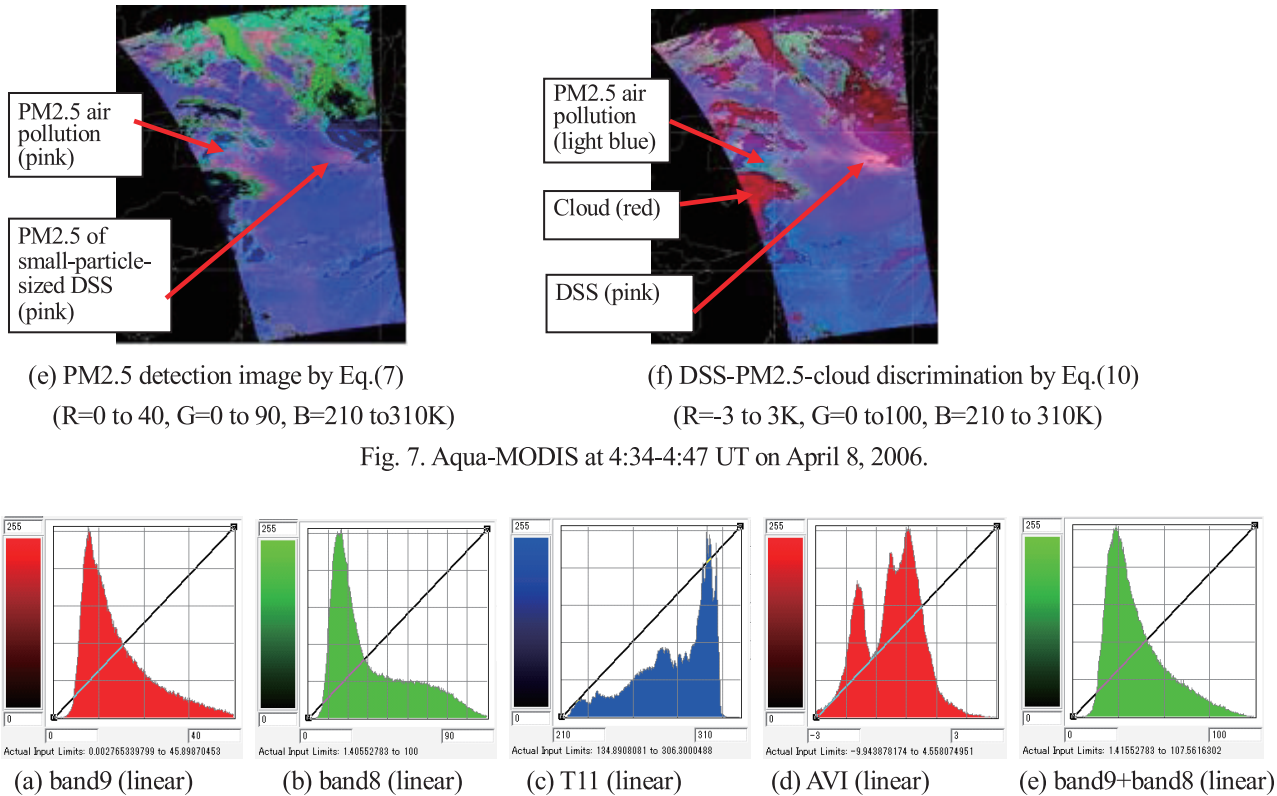 PM2.5 air
pollution
(pink)
PM2.5 of
small-particle-
sized DSS
(pink)
PM2.5 air
pollution
(light blue)
Cloud (red)
DSS (pink)
(e) PM2.5 detection image by Eq.(7)
(R=0 to 40, G=0 to 90, B=210 to310K)
(f) DSS-PM2.5-cloud discrimination by Eq.(10)
(R=-3 to 3K, G=0 to100, B=210 to 310K)
Fig. 7. Aqua-MODIS at 4:34-4:47 UT on April 8, 2006.
255
0
0 40
Actual Input Limits: 0.002765339799 to 45.89870453
(a) band9 (linear)
255
0
0 90
Actual Input Limits: 1.40552783 to 100
(b) band8 (linear)
255
0
210 310
Actual Input Limits: 134.8908081 to 306.8000488
(c) T11 (linear)
255
0
-3 3
Actual Input Limits: -9.943878174 to 4.558074951
(d) AVI (linear)
255
0
0 100
Actual Input Limits: 1.41552783 to 107.5616302
(e) band9+band8 (linear)